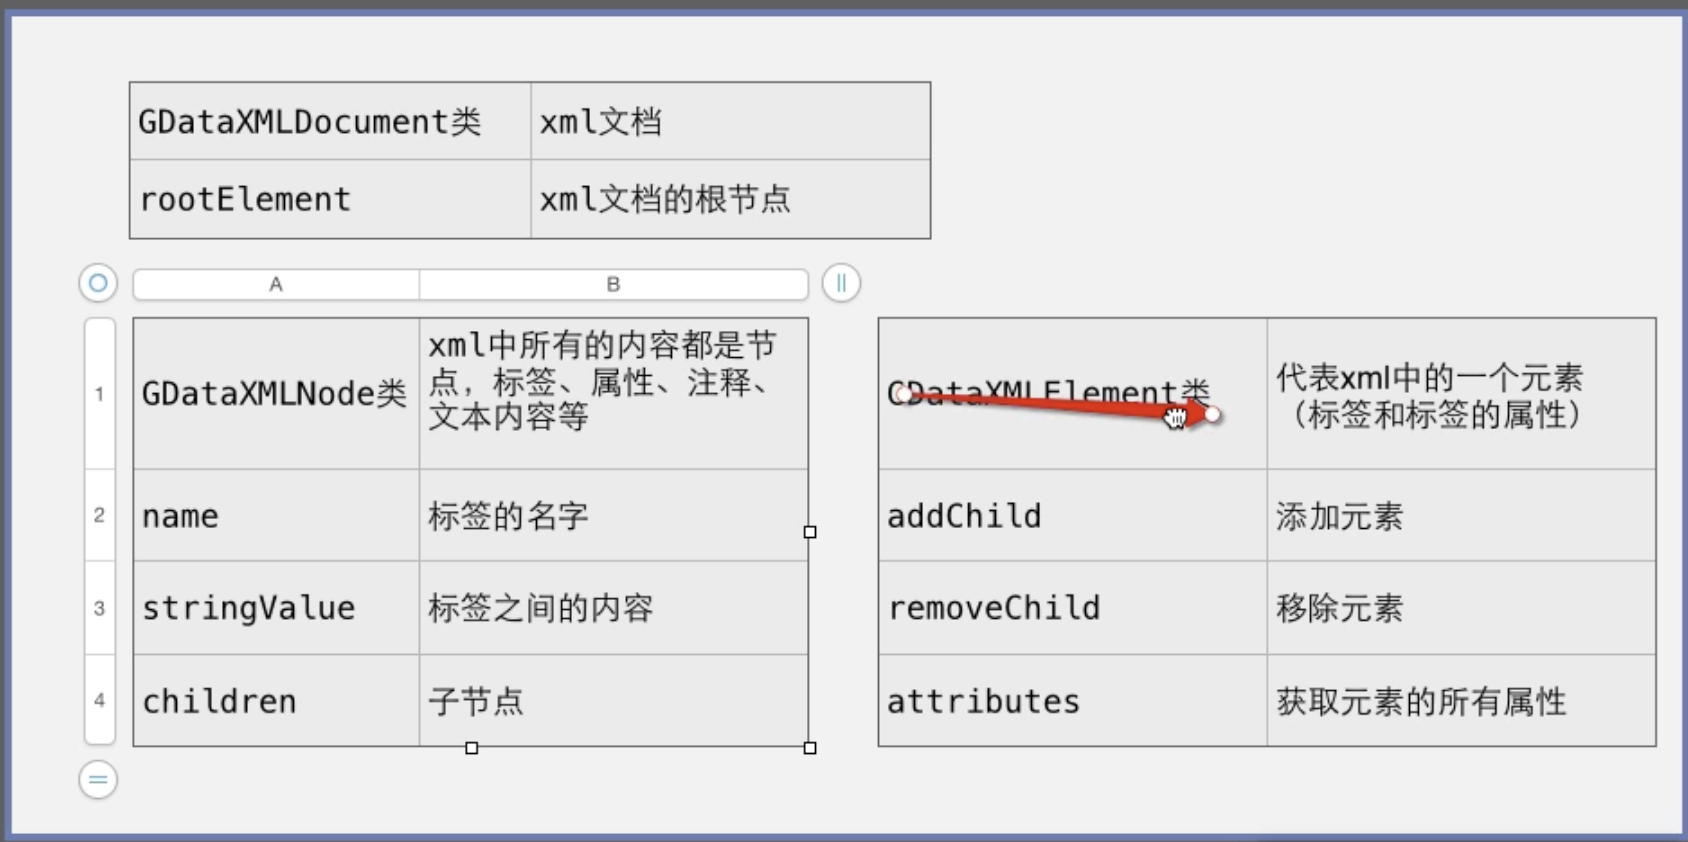 GDataXMLDocument类 xml文档
rootElement xml文档的根节点
A B
1 GDataXMLNode类 xml中所有的内容都是节
点，标签、属性、注释、
文本内容等
2 name 标签的名字
3 stringValue 标签之间的内容
4 children 子节点
GDataXMLElement类 代表xml中的一个元素
（标签和标签的属性）
addChild 添加元素
removeChild 移除元素
attributes 获取元素的所有属性